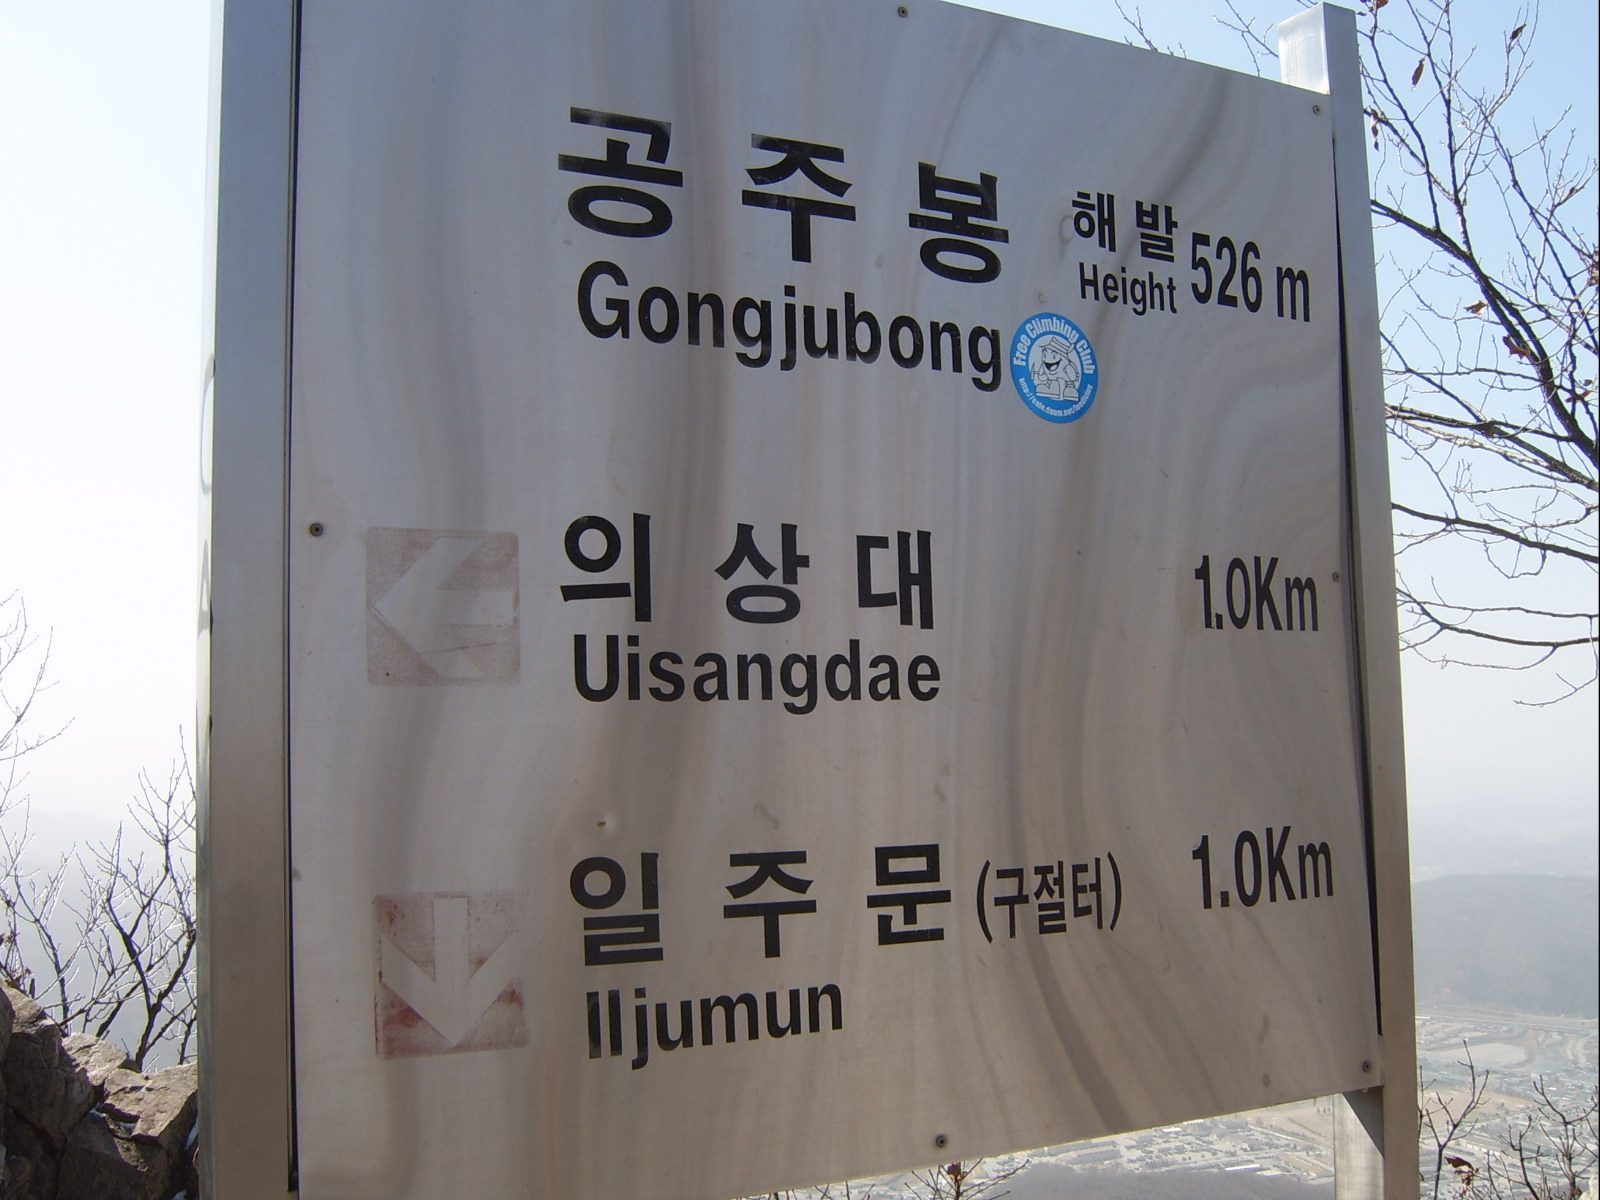 공주봉 해발 526 m
Gongjubong Height
Free Climbing Club
의상대 1.0Km
Uisangdae
일주문 (구절터) 1.0Km
Iljumun